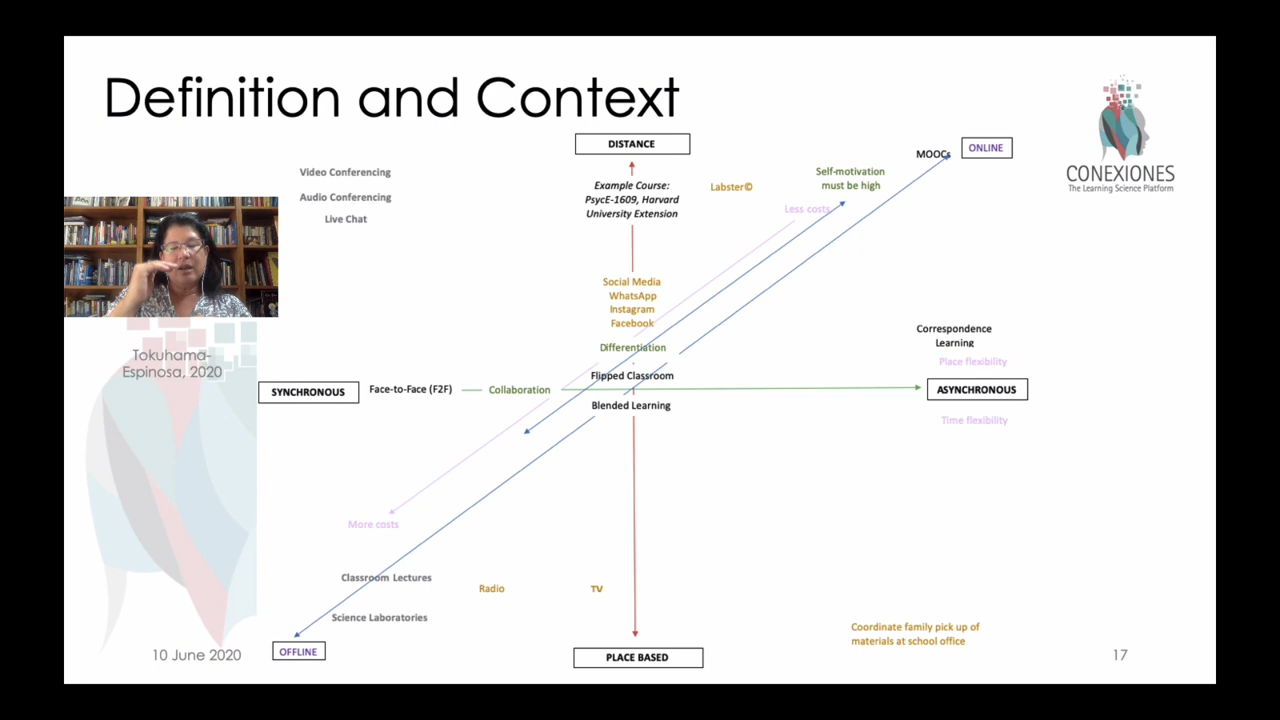 Definition and Context
CONEXIONES
The Learning Science Platform
DISTANCE
MOOCs
ONLINE
Video Conferencing
Audio Conferencing
Live Chat
Example Course:
PsycE-1609, Harvard
University Extension
Labster©
Self-motivation
must be high
Less costs
Social Media
WhatsApp
Instagram
Facebook
Differentiation
Correspondence
Learning
Place flexibility
Tokuhama-
Espinosa, 2020
SYNCHRONOUS
Face-to-Face (F2F)
Collaboration
Flipped Classroom
Blended Learning
ASYNCHRONOUS
Time flexibility
More costs
Classroom Lectures
Radio
TV
Science Laboratories
Coordinate family pick up of
materials at school office
10 June 2020
OFFLINE
PLACE BASED
17